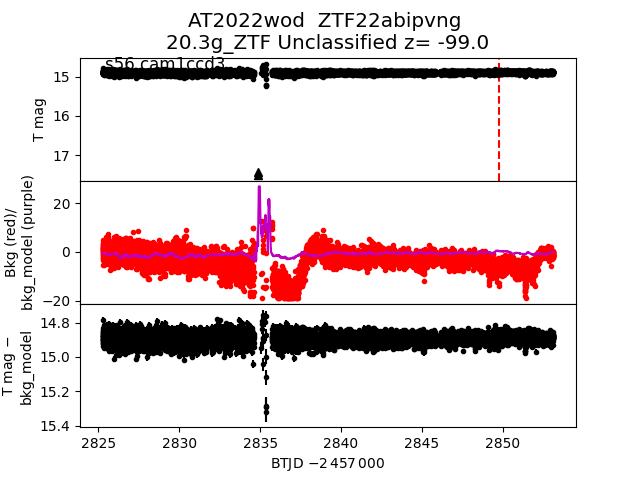 AT2022wod  ZTF22abipvng
20.3g_ZTF Unclassified z= -99.0
s56 cam1ccd3
T mag
15
16
17
Bkg (red)/
bkg_model (purple)
20
0
−20
T mag −
bkg_model
14.8
15.0
15.2
15.4
2825 2830 2835 2840 2845 2850
BTJD −2 457 000